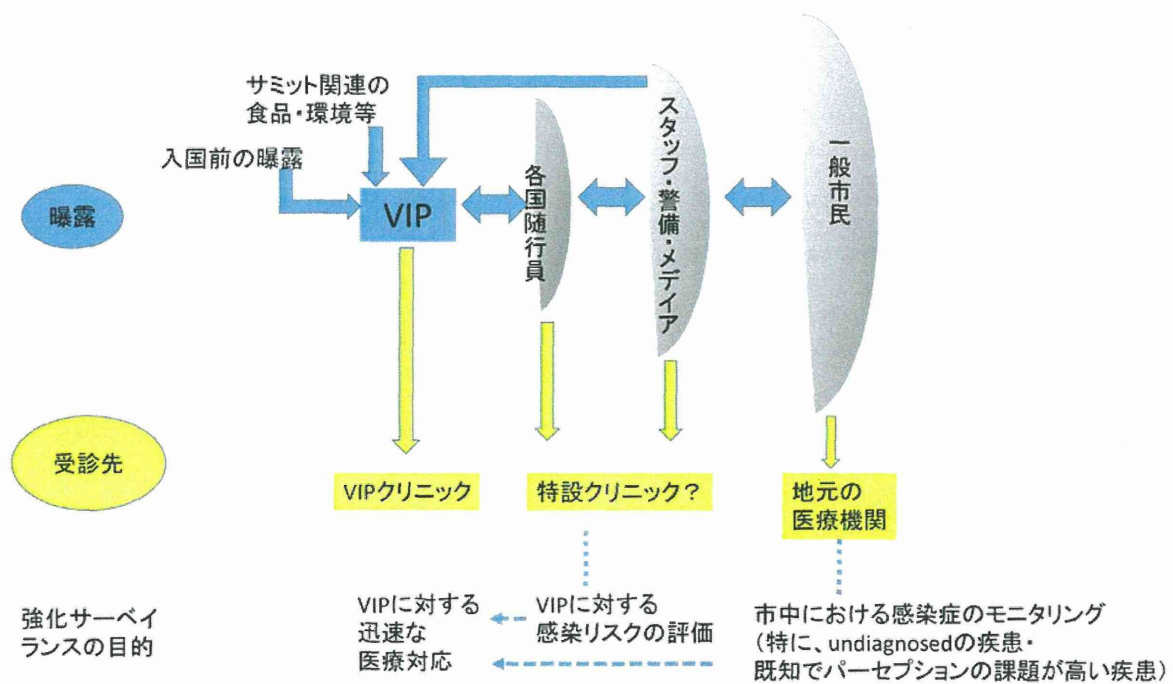 サミット関連の
食品・環境等
入国前の曝露
曝露
VIP
各国随行員
スタッフ・警備・メデイア
一般市民
受診先
VIPクリニック
特設クリニック？
地元の
医療機関
強化サーベイ
ランスの目的
VIPに対する
迅速な
医療対応
VIPに対する
感染リスクの評価
市中における感染症のモニタリング
（特に、undiagnosedの疾患・
既知でパーセプションの課題が高い疾患）